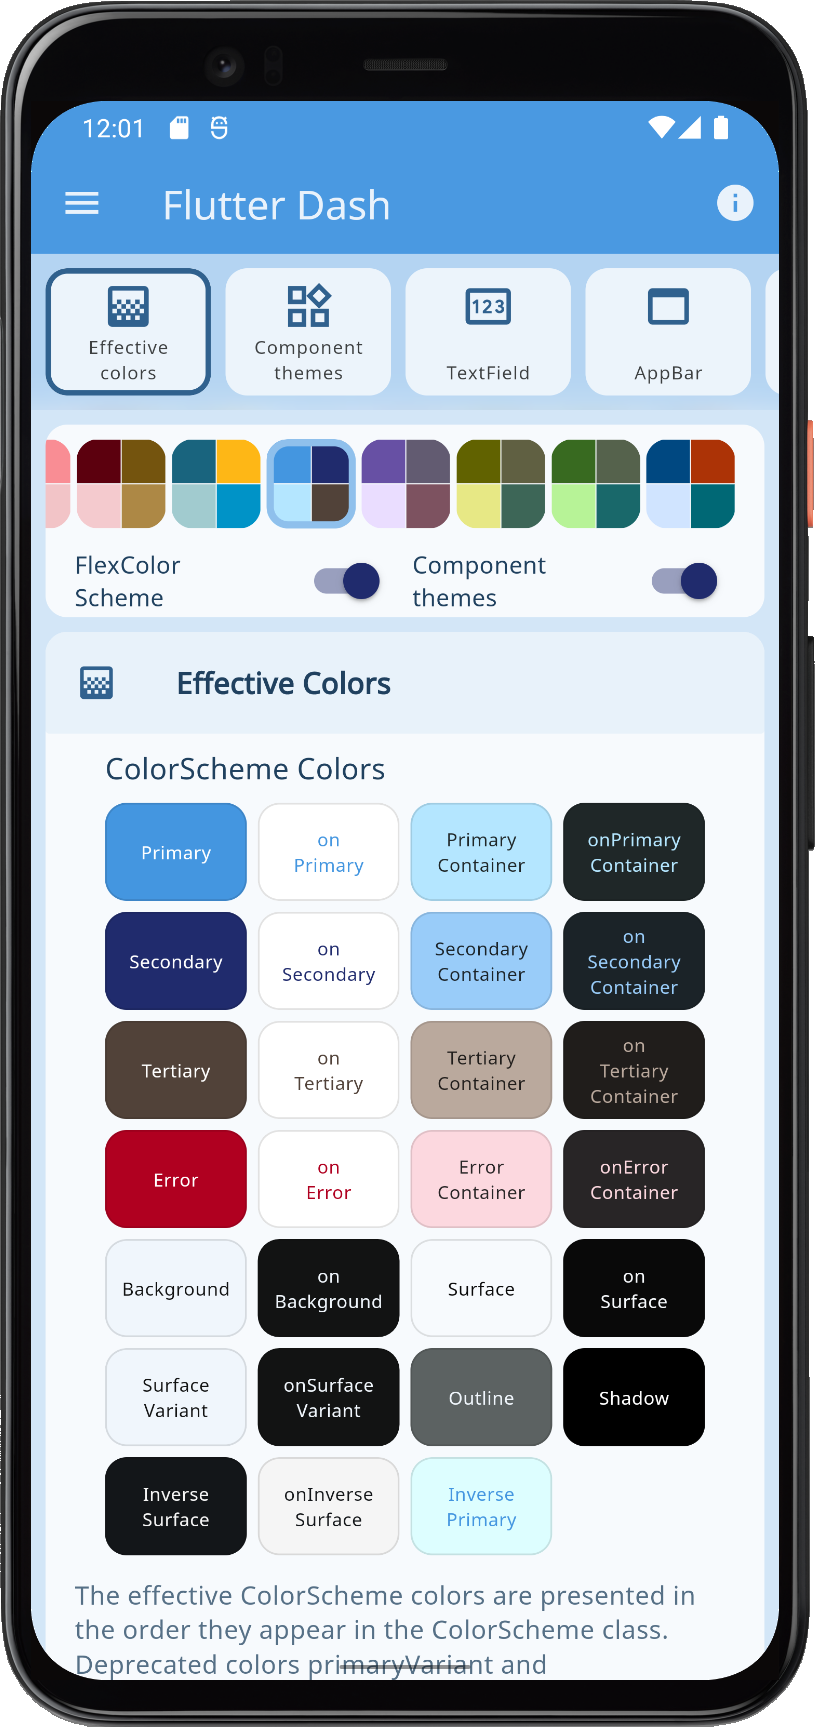 12:01
Flutter Dash
Effective
colors
Component
themes
123
TextField
AppBar
FlexColor
Scheme
Component
themes
Effective Colors
ColorScheme Colors
Primary
on
Primary
Primary
Container
onPrimary
Container
Secondary
on
Secondary
Secondary
Container
on
Secondary
Container
Tertiary
on
Tertiary
Tertiary
Container
on
Tertiary
Container
Error
on
Error
Error
Container
onError
Container
Background
on
Background
Surface
on
Surface
Surface
Variant
onSurface
Variant
Outline
Shadow
Inverse
Surface
onInverse
Surface
Inverse
Primary
The effective ColorScheme colors are presented in
the order they appear in the ColorScheme class.
Deprecated colors primaryVariant and